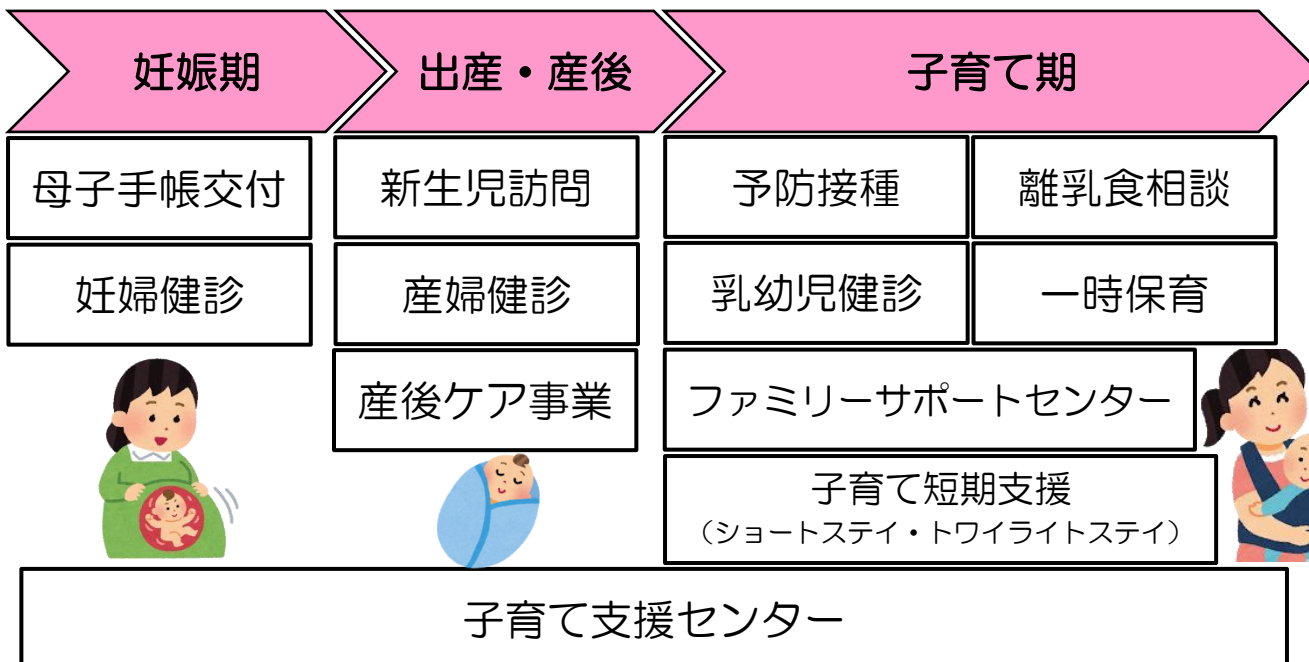 妊娠期
出産・産後
子育て期
母子手帳交付
新生児訪問
予防接種
離乳食相談
妊婦健診
産婦健診
乳幼児健診
一時保育
産後ケア事業
ファミリーサポートセンター
子育て短期支援
（ショートステイ・トワイライトステイ）
子育て支援センター